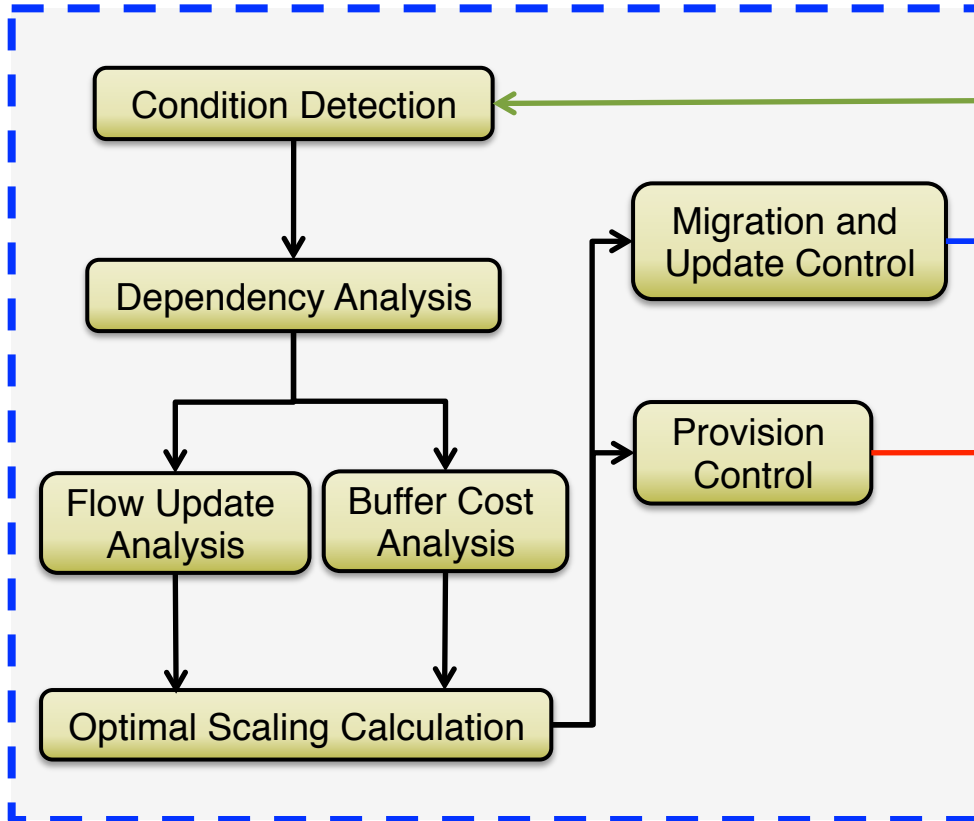 Condition Detection
Dependency Analysis
Flow Update
Analysis
Buffer Cost
Analysis
Optimal Scaling Calculation
Migration and
Update Control
Provision
Control